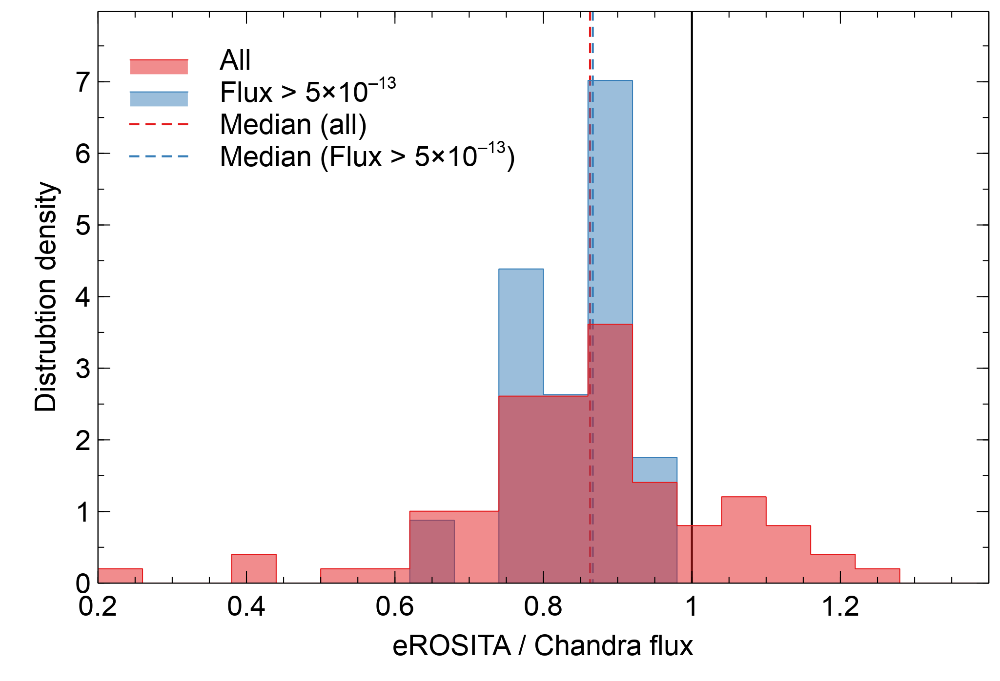 All
Flux > 5×10⁻¹³
Median (all)
Median (Flux > 5×10⁻¹³)
Distrubtion density
7
6
5
4
3
2
1
0
0.2 0.4 0.6 0.8 1 1.2
eROSITA / Chandra flux